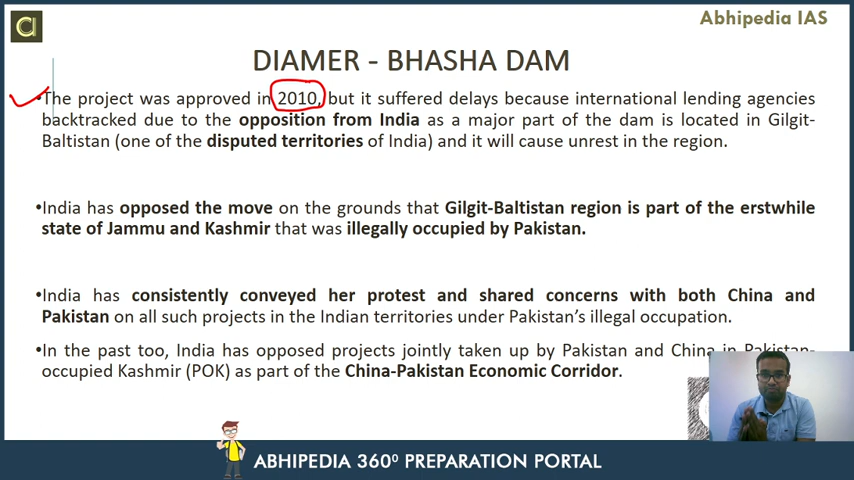 Abhipedia IAS
DIAMER - BHASHA DAM
•The project was approved in 2010, but it suffered delays because international lending agencies
backtracked due to the opposition from India as a major part of the dam is located in Gilgit-
Baltistan (one of the disputed territories of India) and it will cause unrest in the region.
•India has opposed the move on the grounds that Gilgit-Baltistan region is part of the erstwhile
state of Jammu and Kashmir that was illegally occupied by Pakistan.
•India has consistently conveyed her protest and shared concerns with both China and
Pakistan on all such projects in the Indian territories under Pakistan's illegal occupation.
•In the past too, India has opposed projects jointly taken up by Pakistan and China in Pakistan-
occupied Kashmir (POK) as part of the China-Pakistan Economic Corridor.
ABHIPEDIA 360⁰ PREPARATION PORTAL